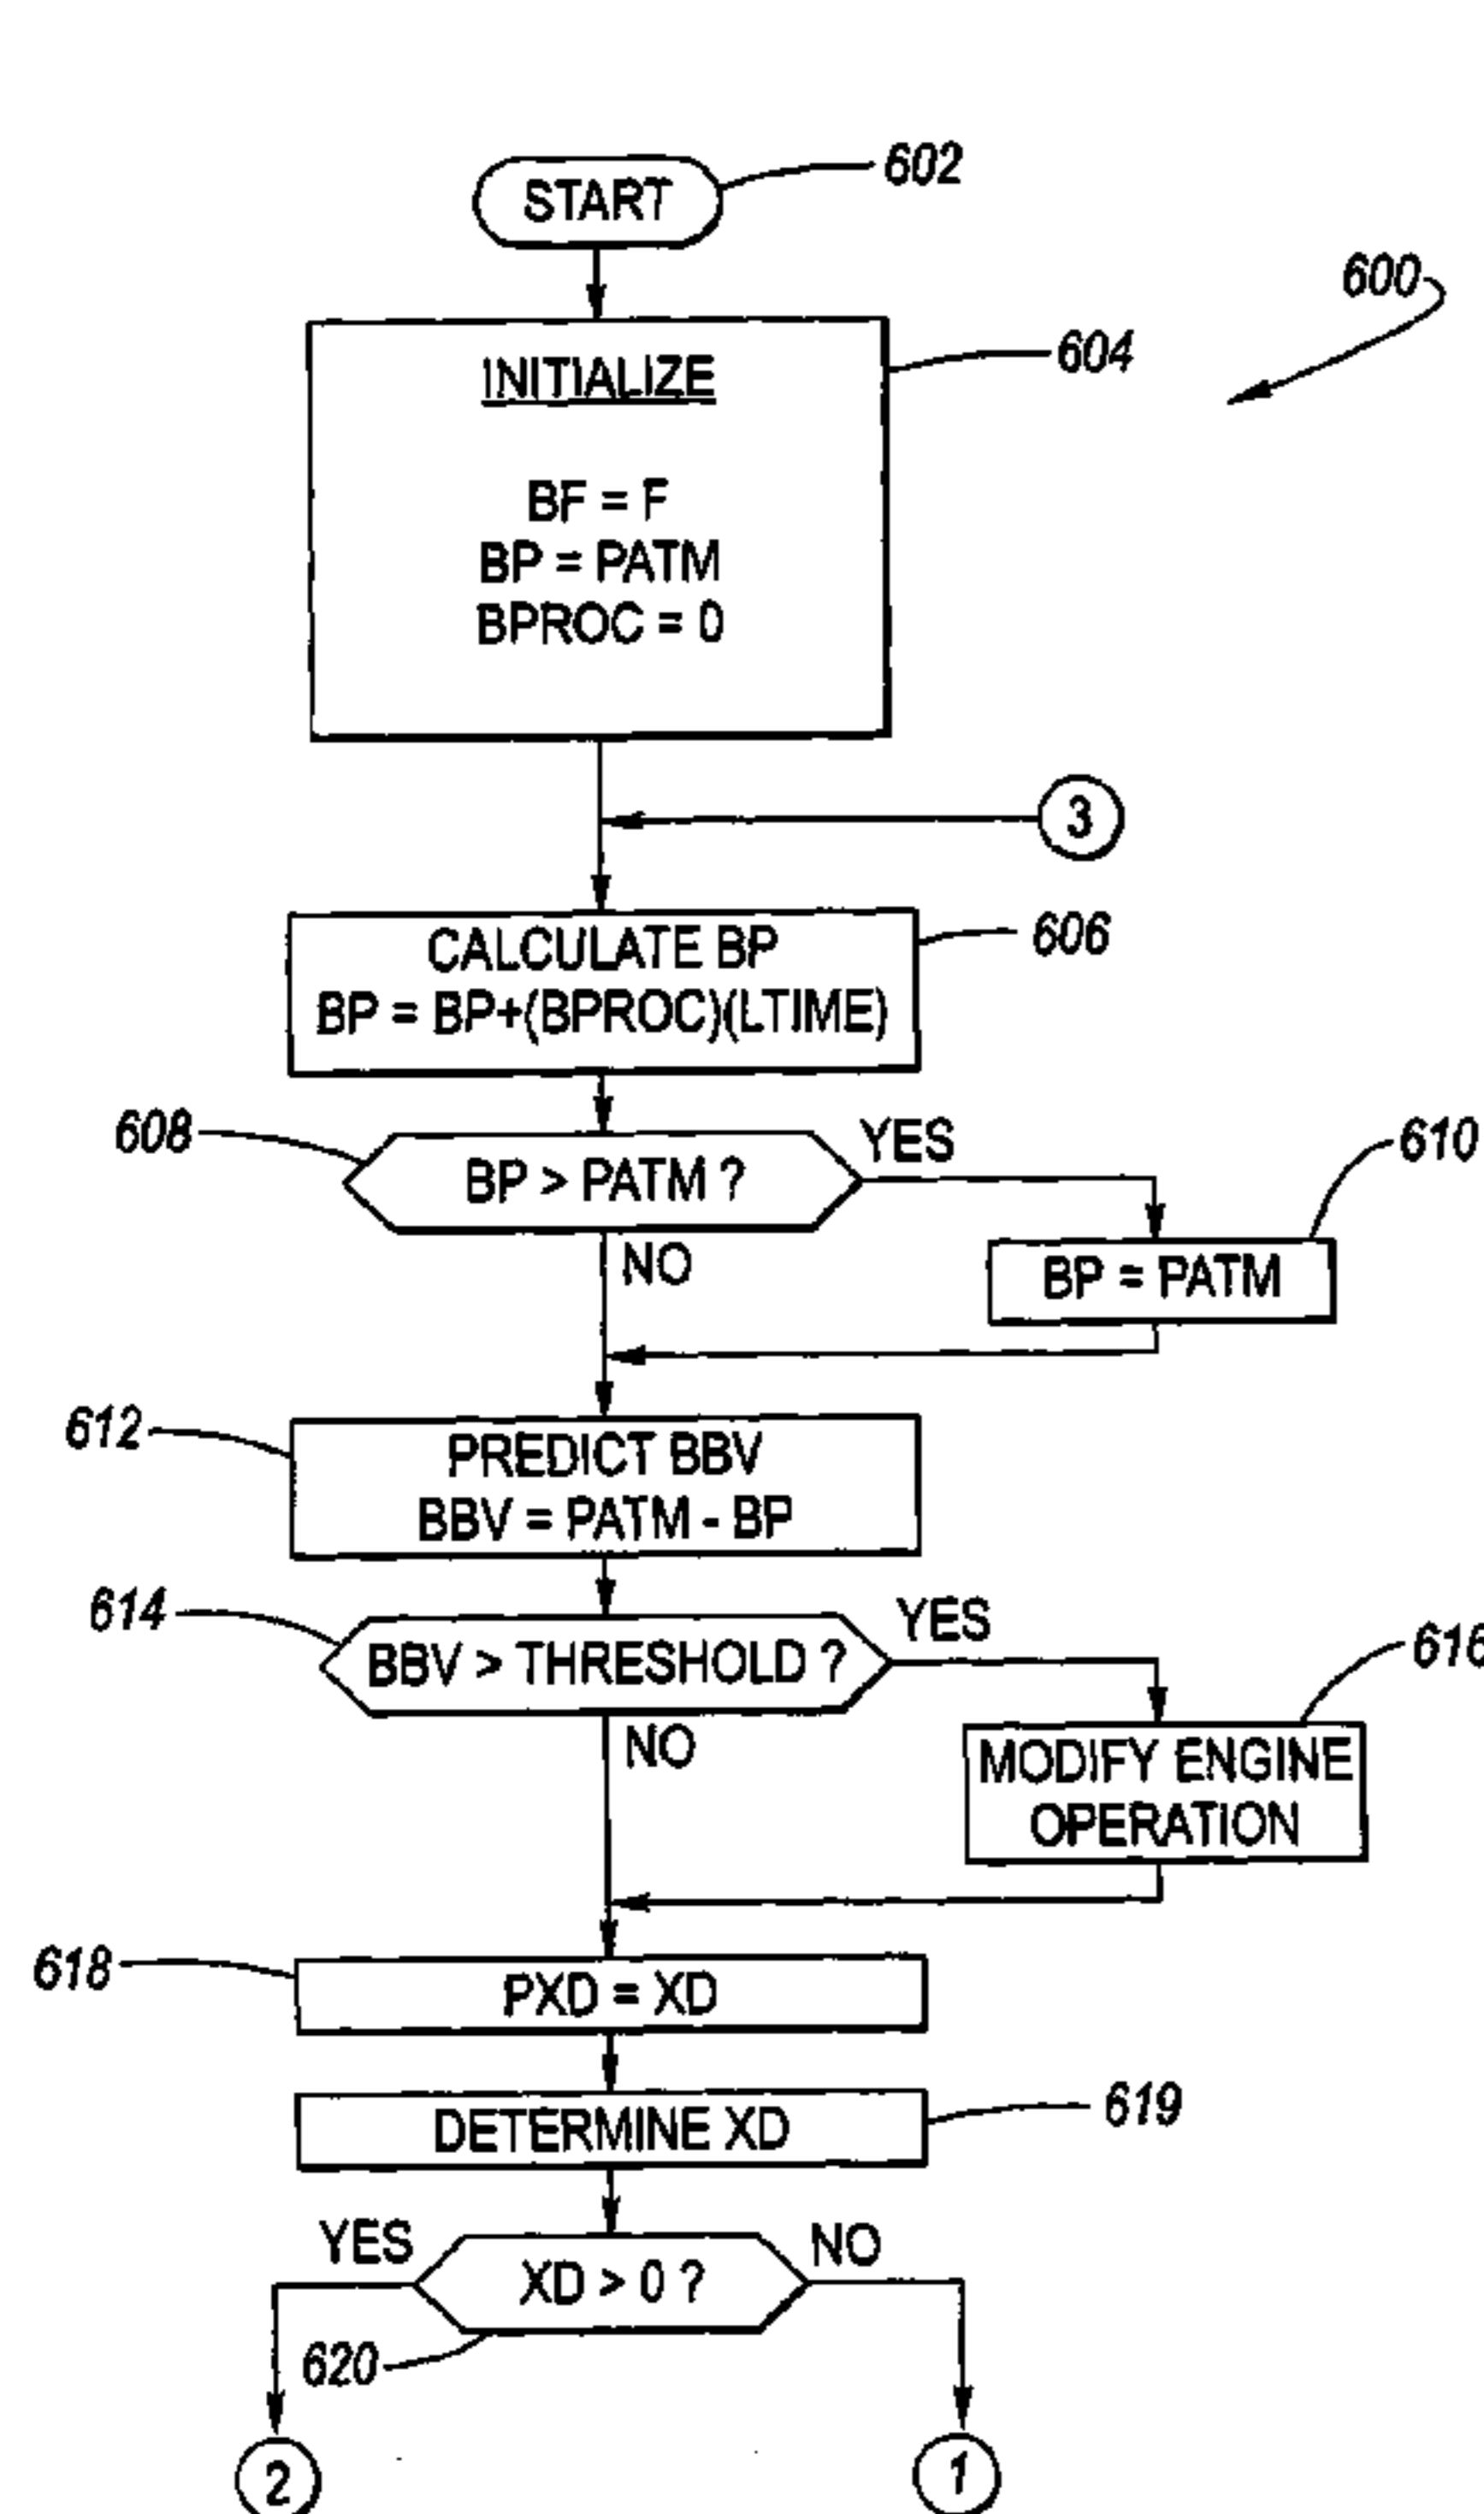 START
602
600
INITIALIZE
604
BF = F
BP = PATM
BPROC = 0
3
CALCULATE BP
606
BP = BP+(BPROC)(LTIME)
608
BP > PATM ?
YES
610
NO
BP = PATM
612
PREDICT BBV
BBV = PATM - BP
614
BBV > THRESHOLD ?
YES
616
NO
MODIFY ENGINE
OPERATION
618
PXD = XD
DETERMINE XD
619
YES
XD > 0 ?
NO
620
2
1